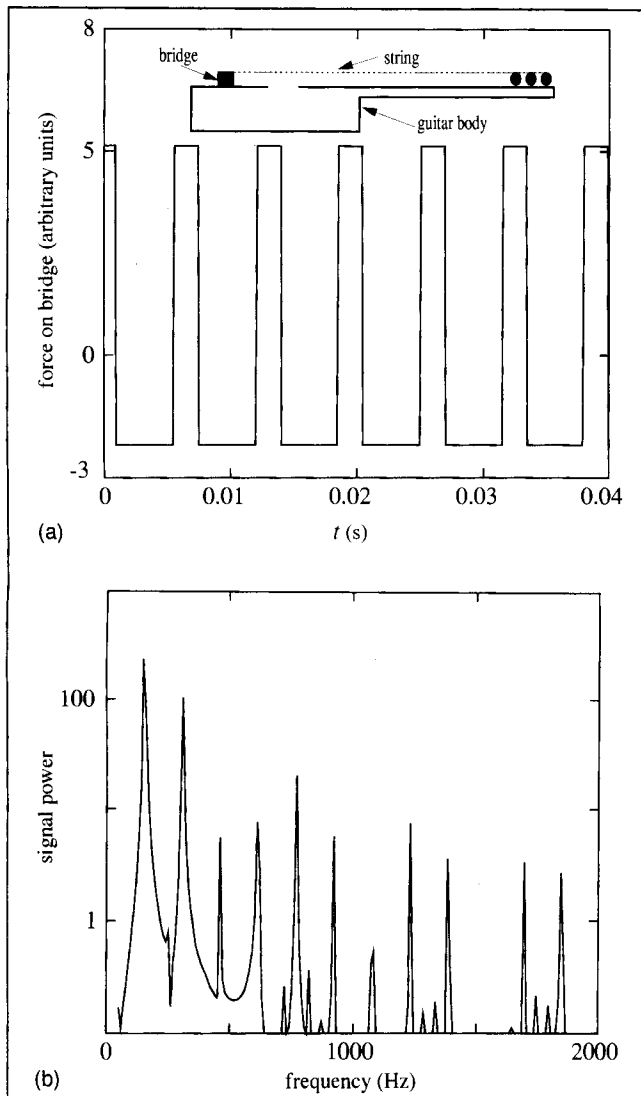 8
bridge
string
guitar body
5
0
-3
force on bridge (arbitrary units)
0 0.01 0.02 0.03 0.04
t (s)
(a)
100
1
signal power
0 1000 2000
frequency (Hz)
(b)